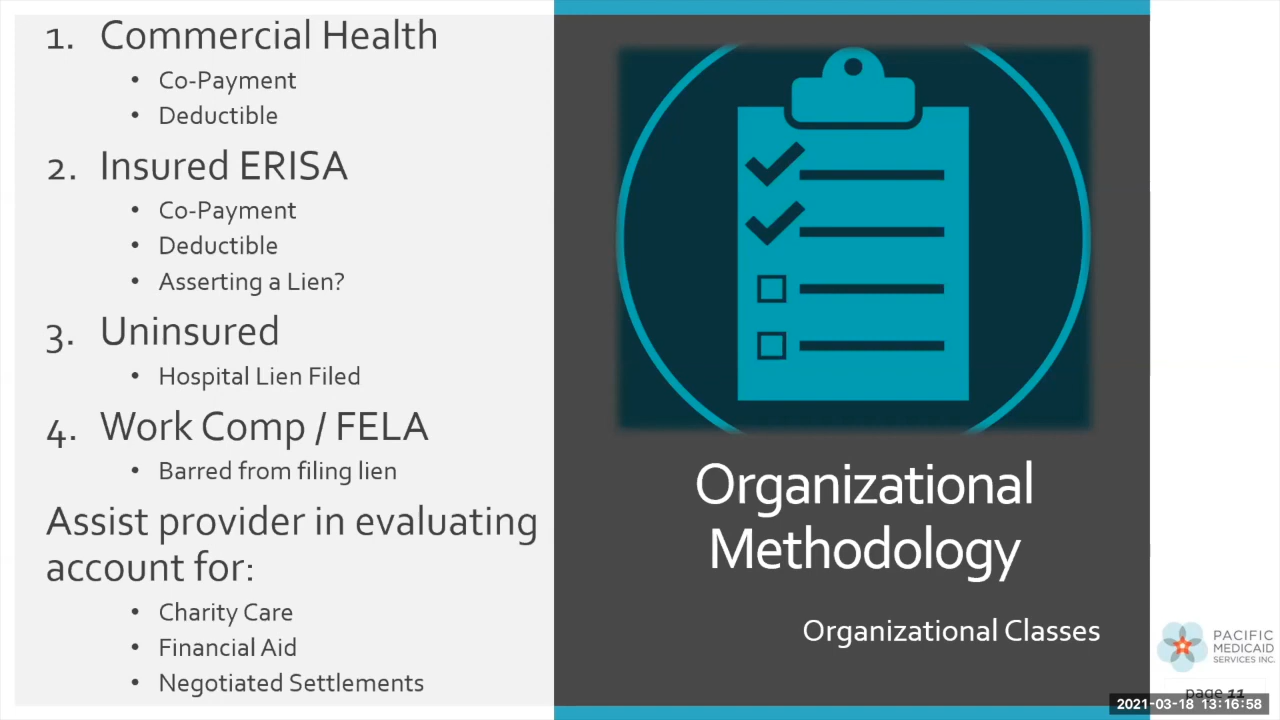 1. Commercial Health
• Co-Payment
• Deductible
2. Insured ERISA
• Co-Payment
• Deductible
• Asserting a Lien?
3. Uninsured
• Hospital Lien Filed
4. Work Comp / FELA
• Barred from filing lien
Assist provider in evaluating
account for:
• Charity Care
• Financial Aid
• Negotiated Settlements
Organizational
Methodology
Organizational Classes
PACIFIC
MEDICAID
SERVICES INC.
page 11
2021-03-18 13:16:58